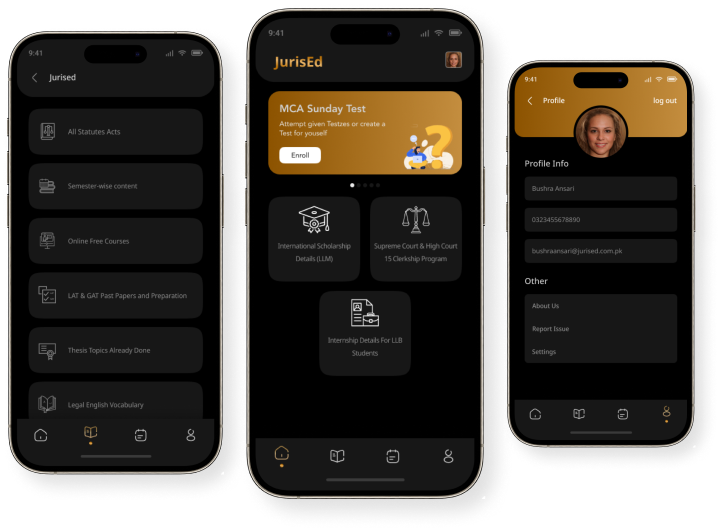 9:41
Jurised
All Statutes Acts
Semester-wise content
Online Free Courses
LAT & GAT Past Papers and Preparation
Thesis Topics Already Done
Legal English Vocabulary
9:41
JurisEd
MCA Sunday Test
Attempt given Testzes or create a
Test for youself
Enroll
International Scholarship
Details (LLM)
Supreme Court & High Court
15 Clerkship Program
Internship Details For LLB
Students
9:41
Profile
log out
Profile Info
Bushra Ansari
0323455678890
bushraansari@jurised.com.pk
Other
About Us
Report Issue
Settings